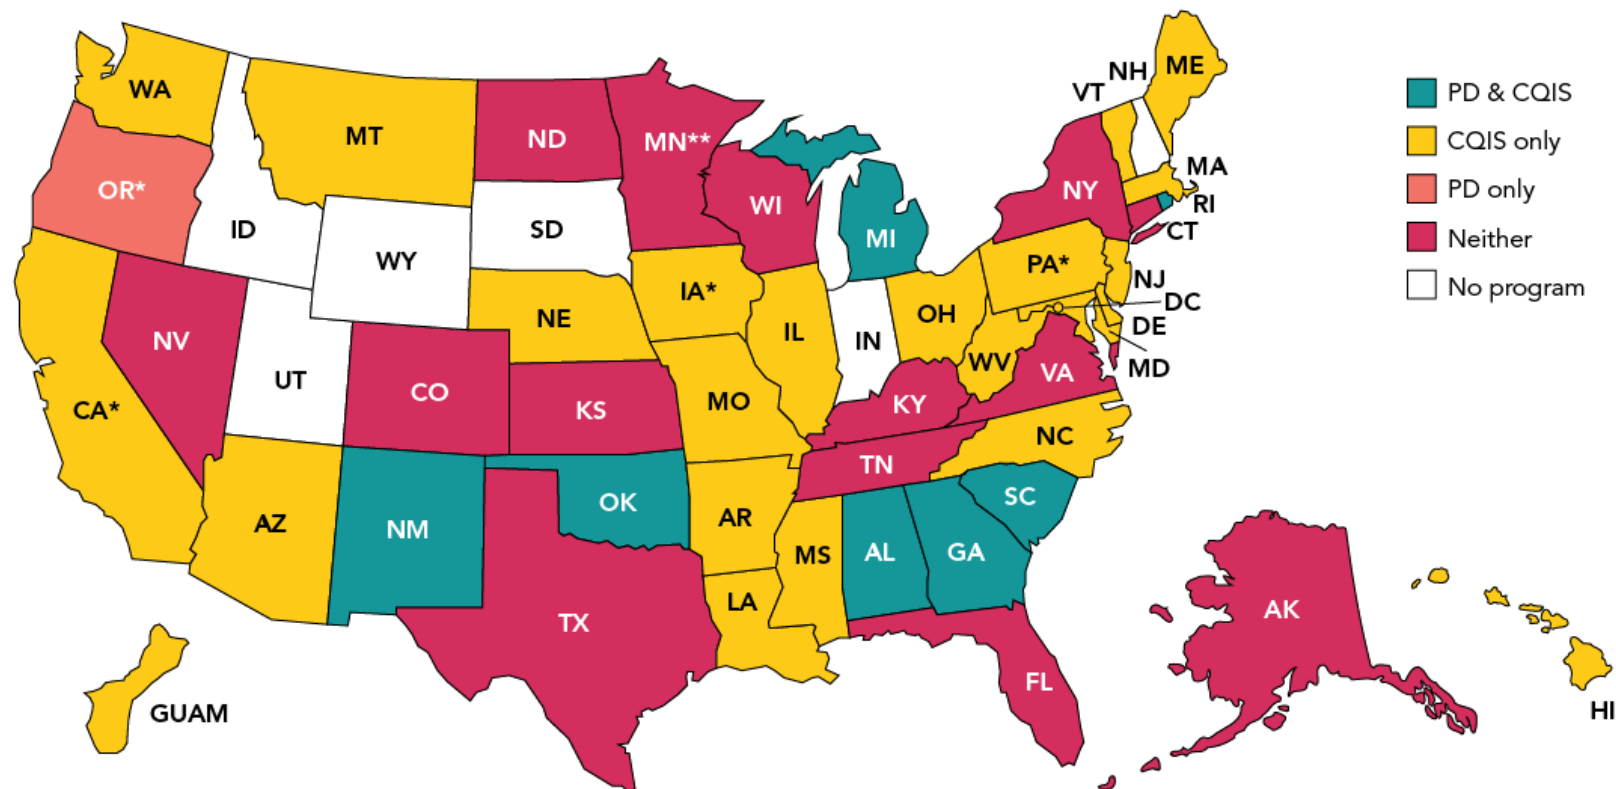 WA
MT
ND
MN**
OR*
ID
WY
SD
WI
MI
NY
VT
NH
ME
MA
RI
CT
PA*
NJ
DC
DE
MD
NV
UT
CO
NE
IA*
IL
IN
OH
WV
VA
CA*
KS
MO
KY
NC
TN
AZ
NM
OK
AR
SC
MS
AL
GA
LA
TX
FL
AK
HI
GUAM
PD & CQIS
CQIS only
PD only
Neither
No program